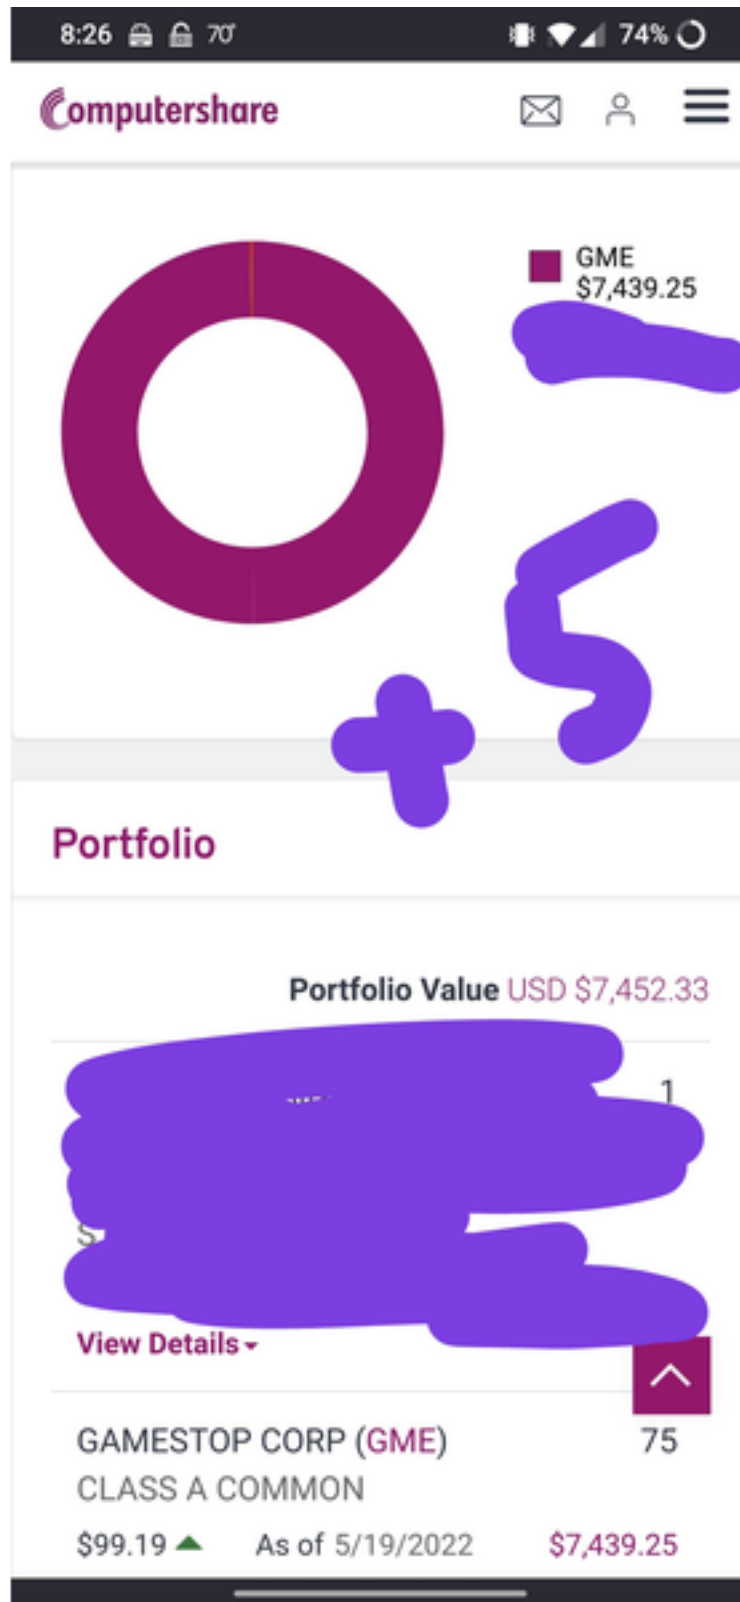 8:26 70° 74%
Computershare
GME
$7,439.25
+5
Portfolio
Portfolio Value USD $7,452.33
1
S
View Details
GAMESTOP CORP (GME) 75
CLASS A COMMON
$99.19 As of 5/19/2022 $7,439.25